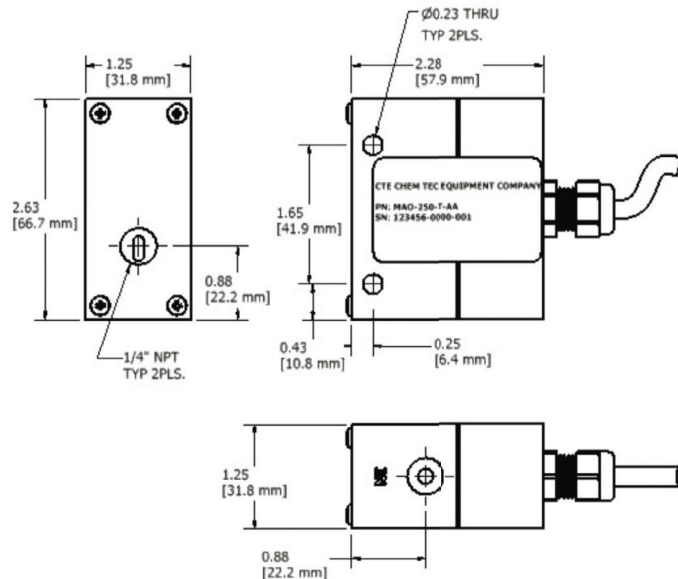 Ø0.23 THRU
TYP 2PLS.
1.25
[31.8 mm]
2.28
[57.9 mm]
2.63
[66.7 mm]
0.88
[22.2 mm]
1/4" NPT
TYP 2PLS.
1.65
[41.9 mm]
CTE CHEM TEC EQUIPMENT COMPANY
PN: MAO-250-T-AA
SN: 123456-0000-001
0.43
[10.8 mm]
0.25
[6.4 mm]
1.25
[31.8 mm]
0.88
[22.2 mm]